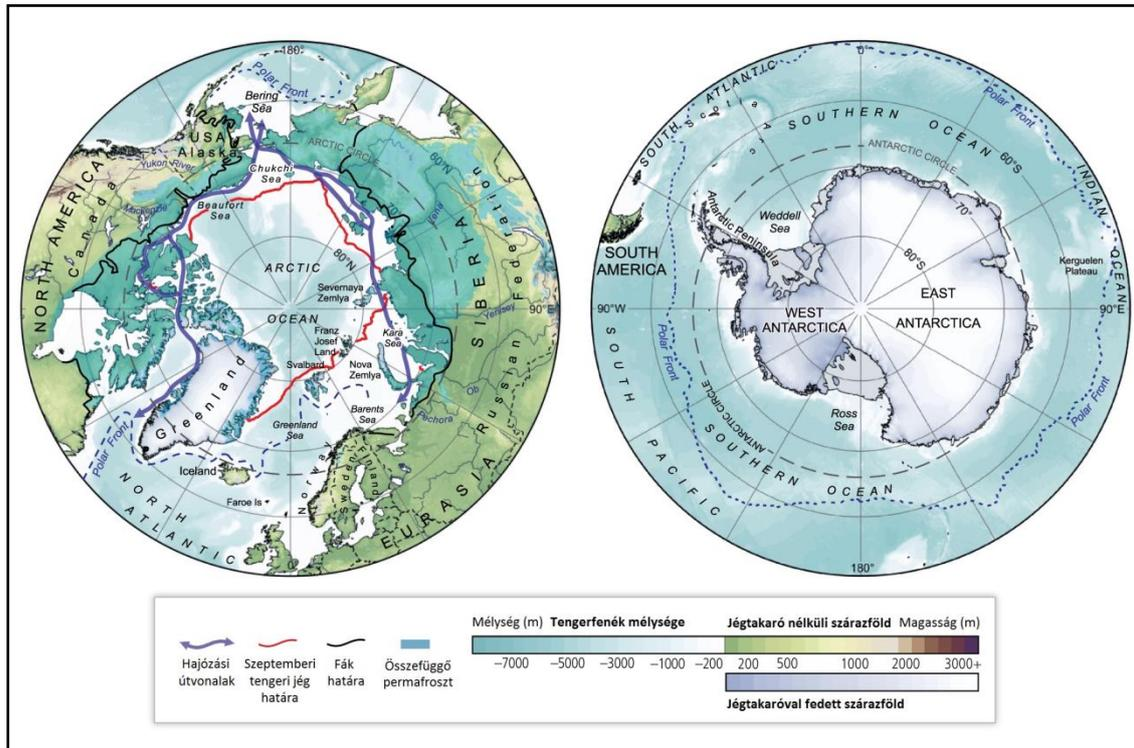 180°
Polar Front
Bering
Sea
USA
Alaska
Yukon River
ARCTIC CIRCLE
60°N
Chukchi
Sea
Mackenzie
Beaufort
Sea
Lena
NORTH AMERICA
Canada
SIBERIA
Russian Federation
80°N
ARCTIC
OCEAN
Severnaya
Zemlya
Yenisey
90°E
Franz
Josef
Land
Kara
Sea
Svalbard
Nova
Zemlya
Ob
Greenland
Barents
Sea
Pechora
Greenland
Sea
Polar Front
Iceland
Norway
Sweden
Finland
Faroe Is
NORTH
ATLANTIC
EURASIA
0°
0°
SOUTH ATLANTIC
Scotia
Polar Front
SOUTHERN OCEAN
60°S
ANTARCTIC CIRCLE
INDIAN OCEAN
Weddell
Sea
70°
Antarctic Peninsula
SOUTH
AMERICA
80°S
Kerguelen
Plateau
90°W
EAST
ANTARCTICA
WEST
ANTARCTICA
90°E
Polar Front
Polar Front
ANTARCTIC CIRCLE
Ross
Sea
SOUTHERN OCEAN
SOUTH PACIFIC
180°
Hajózási
útvonalak
Szeptemberi
tengeri jég
határa
Fák
határa
Összefüggő
permafroszt
Mélység (m) Tengerfenék mélysége
Jégtakaró nélküli szárazföld Magasság (m)
–7000 –5000 –3000 –1000 –200 200 500 1000 2000 3000+
Jégtakaróval fedett szárazföld